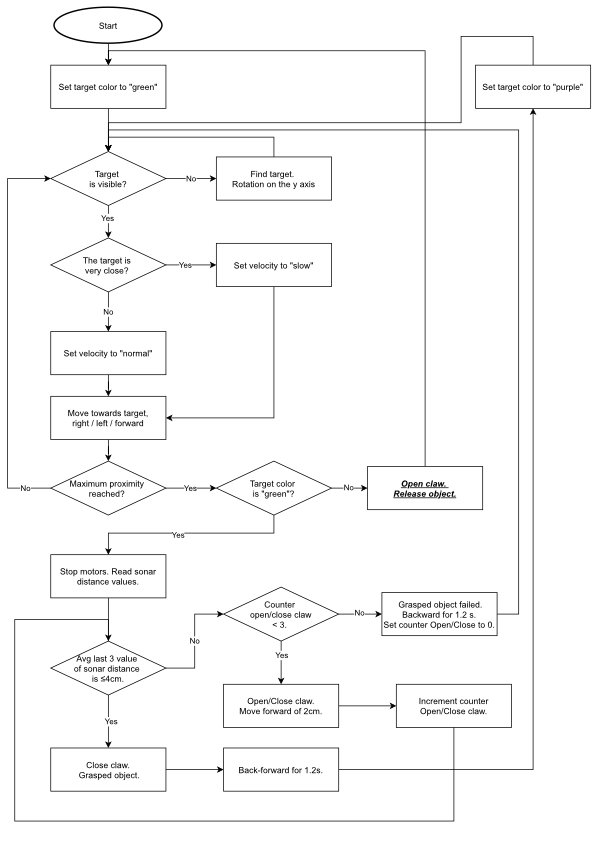 Start
Set target color to "green"
Set target color to "purple"
Target
is visible?
No
Find target.
Rotation on the y axis
Yes
The target is
very close?
Yes
Set velocity to "slow"
No
Set velocity to "normal"
Move towards target,
right / left / forward
Maximum proximity
reached?
No
Yes
Target color
is "green"?
No
Open claw.
Release object.
Yes
Stop motors. Read sonar
distance values.
Counter
open/close claw
< 3.
No
Grasped object failed.
Backward for 1.2 s.
Set counter Open/Close to 0.
No
Avg last 3 value
of sonar distance
is ≤4cm.
Yes
Open/Close claw.
Move forward of 2cm.
Increment counter
Open/Close claw.
Yes
Close claw.
Grasped object.
Back-forward for 1.2s.